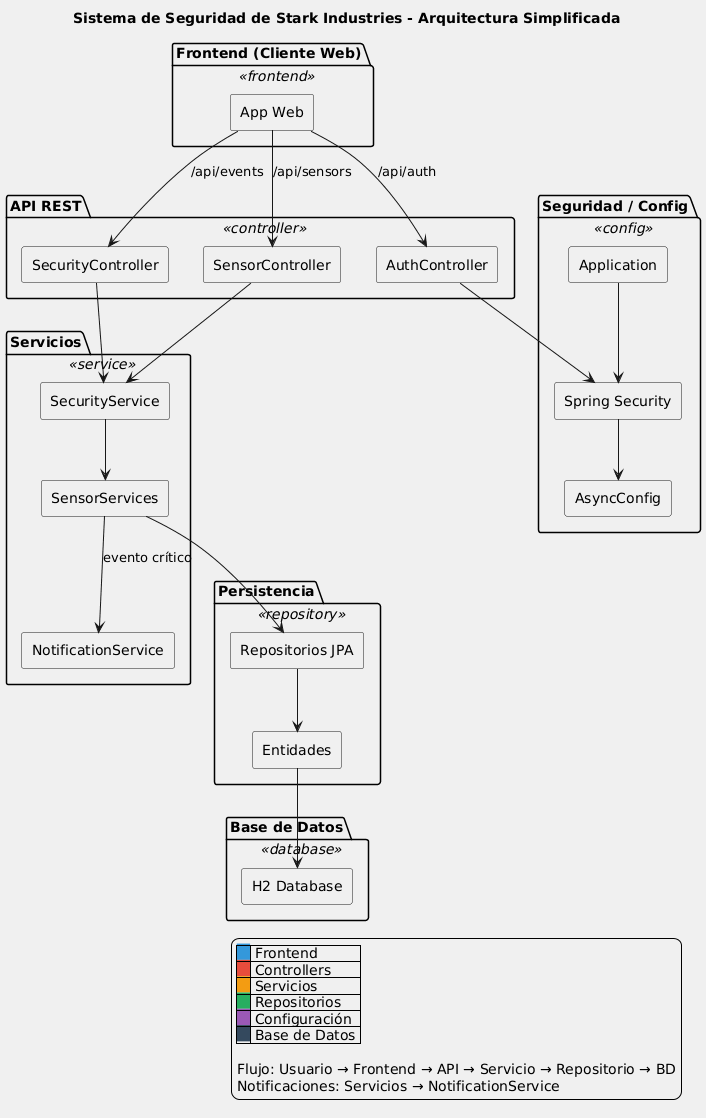 Sistema de Seguridad de Stark Industries - Arquitectura Simplificada
Frontend (Cliente Web)
«frontend»
App Web
/api/events
/api/sensors
/api/auth
API REST
«controller»
SecurityController
SensorController
AuthController
Seguridad / Config
«config»
Application
Spring Security
AsyncConfig
Servicios
«service»
SecurityService
SensorServices
evento crítico
NotificationService
Persistencia
«repository»
Repositorios JPA
Entidades
Base de Datos
«database»
H2 Database
Frontend
Controllers
Servicios
Repositorios
Configuración
Base de Datos
Flujo: Usuario → Frontend → API → Servicio → Repositorio → BD
Notificaciones: Servicios → NotificationService